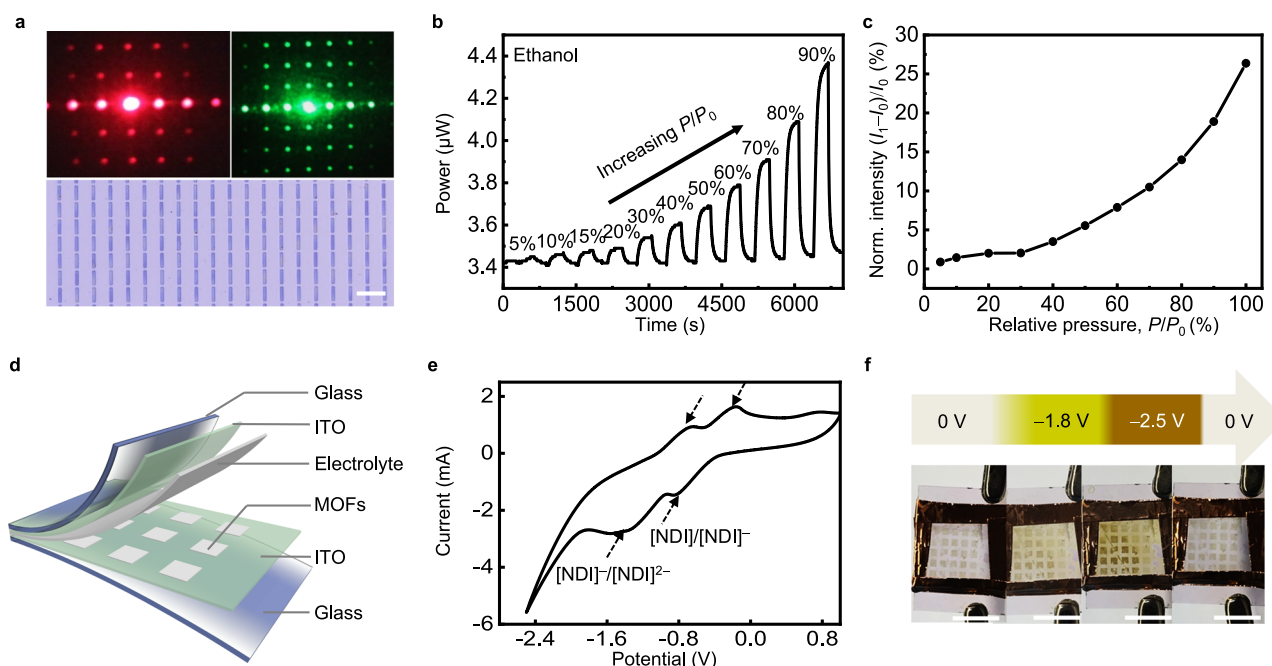 a
b
Ethanol
Increasing P/P₀
5%
10%
15%
20%
30%
40%
50%
60%
70%
80%
90%
4.4
4.2
4.0
3.8
3.6
3.4
Power (μW)
0
1500
3000
4500
6000
Time (s)
c
30
25
20
15
10
5
0
Norm. intensity (I₁–I₀)/I₀ (%)
0
20
40
60
80
100
Relative pressure, P/P₀ (%)
d
Glass
ITO
Electrolyte
MOFs
ITO
Glass
e
2
0
−2
−4
−6
Current (mA)
[NDI]/[NDI]⁻
[NDI]⁻/[NDI]²⁻
−2.4
−1.6
−0.8
0.0
0.8
Potential (V)
f
0 V
−1.8 V
−2.5 V
0 V